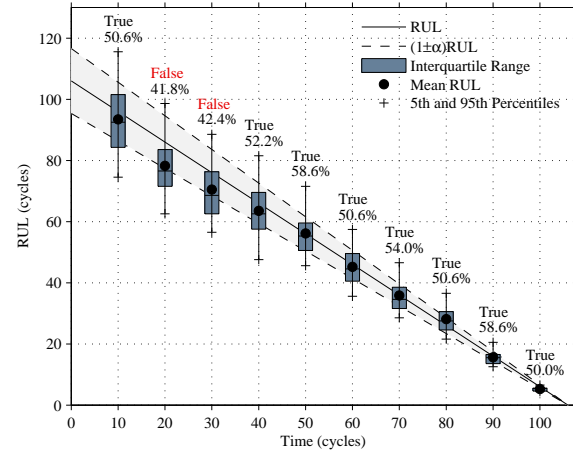 120
100
80
60
40
20
0
RUL (cycles)
0 10 20 30 40 50 60 70 80 90 100
Time (cycles)
RUL
(1±α)RUL
Interquartile Range
Mean RUL
5th and 95th Percentiles
True
50.6%
False
41.8%
False
42.4%
True
52.2%
True
58.6%
True
50.6%
True
54.0%
True
50.6%
True
58.6%
True
50.0%